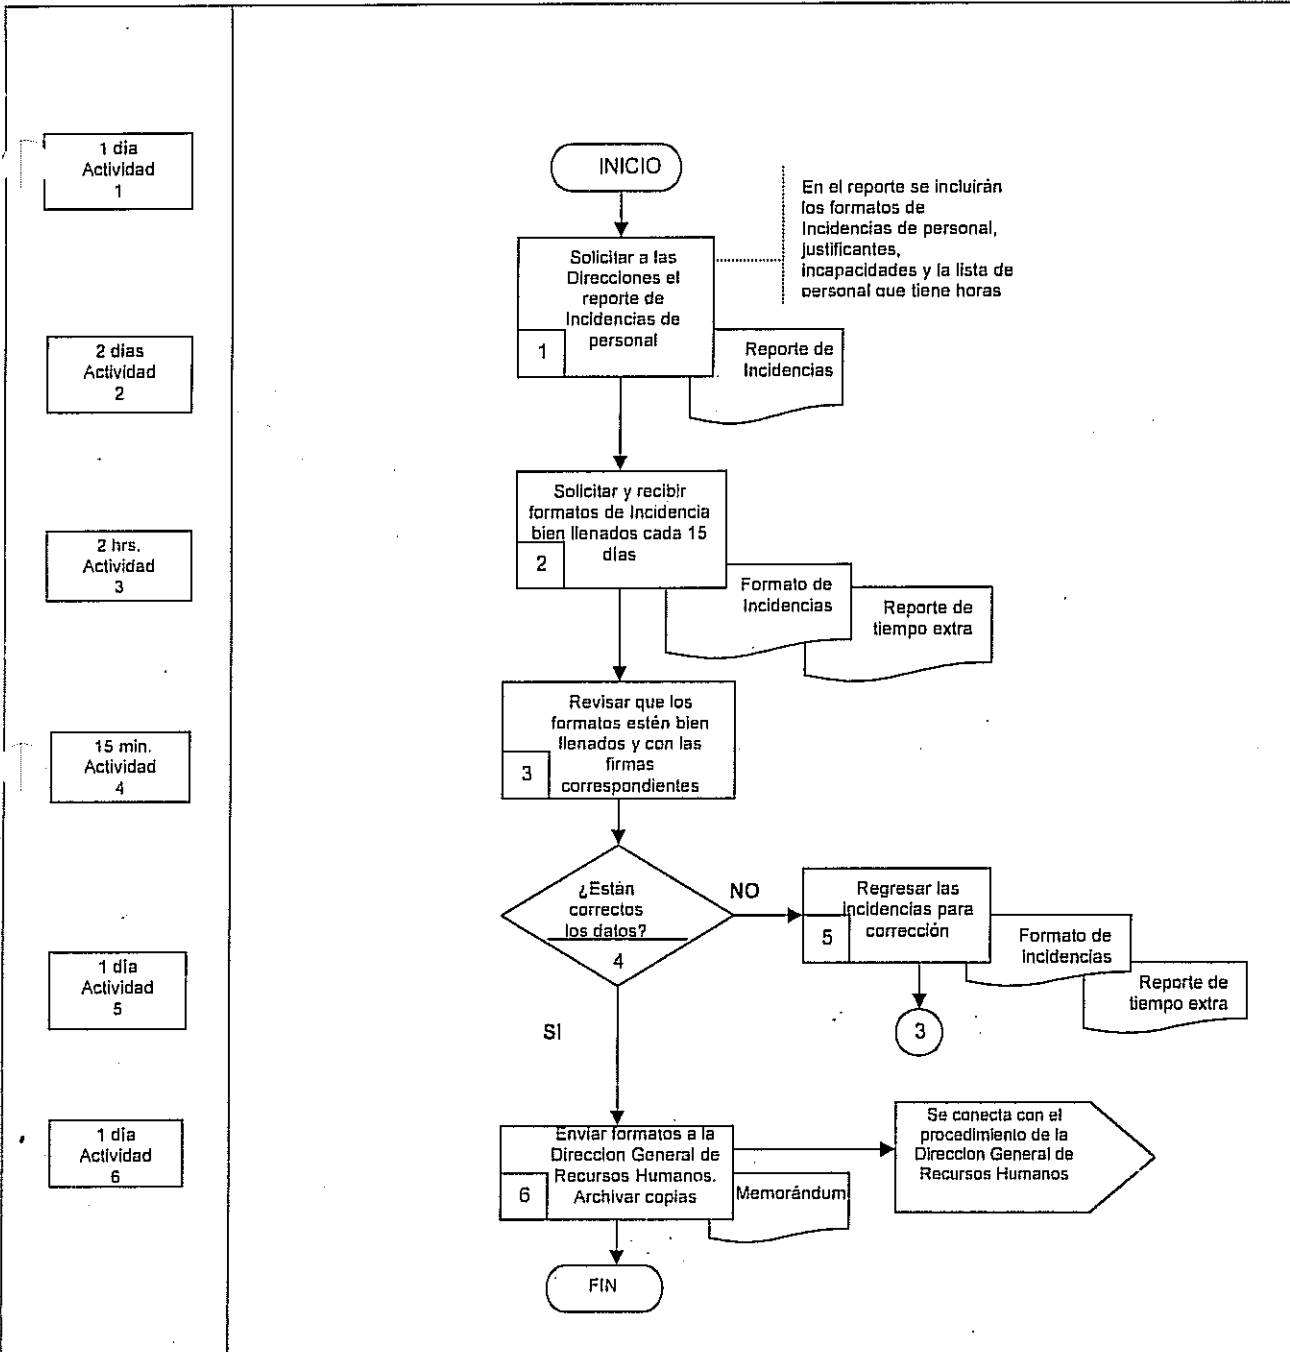 1 día
Actividad
1
2 días
Actividad
2
2 hrs.
Actividad
3
15 min.
Actividad
4
1 día
Actividad
5
1 día
Actividad
6
INICIO
En el reporte se incluirán
los formatos de
Incidencias de personal,
justificantes,
incapacidades y la lista de
personal que tiene horas
Solicitar a las
Direcciones el
reporte de
Incidencias de
personal
1
Reporte de
Incidencias
Solicitar y recibir
formatos de Incidencia
bien llenados cada 15
días
2
Formato de
Incidencias
Reporte de
tiempo extra
Revisar que los
formatos estén bien
llenados y con las
firmas
correspondientes
3
¿Están
correctos
los datos?
4
NO
Regresar las
incidencias para
corrección
5
Formato de
incidencias
Reporte de
tiempo extra
3
SI
Enviar formatos a la
Direccion General de
Recursos Humanos.
Archivar copias
6
Memorándum
Se conecta con el
procedimiento de la
Direccion General de
Recursos Humanos
FIN